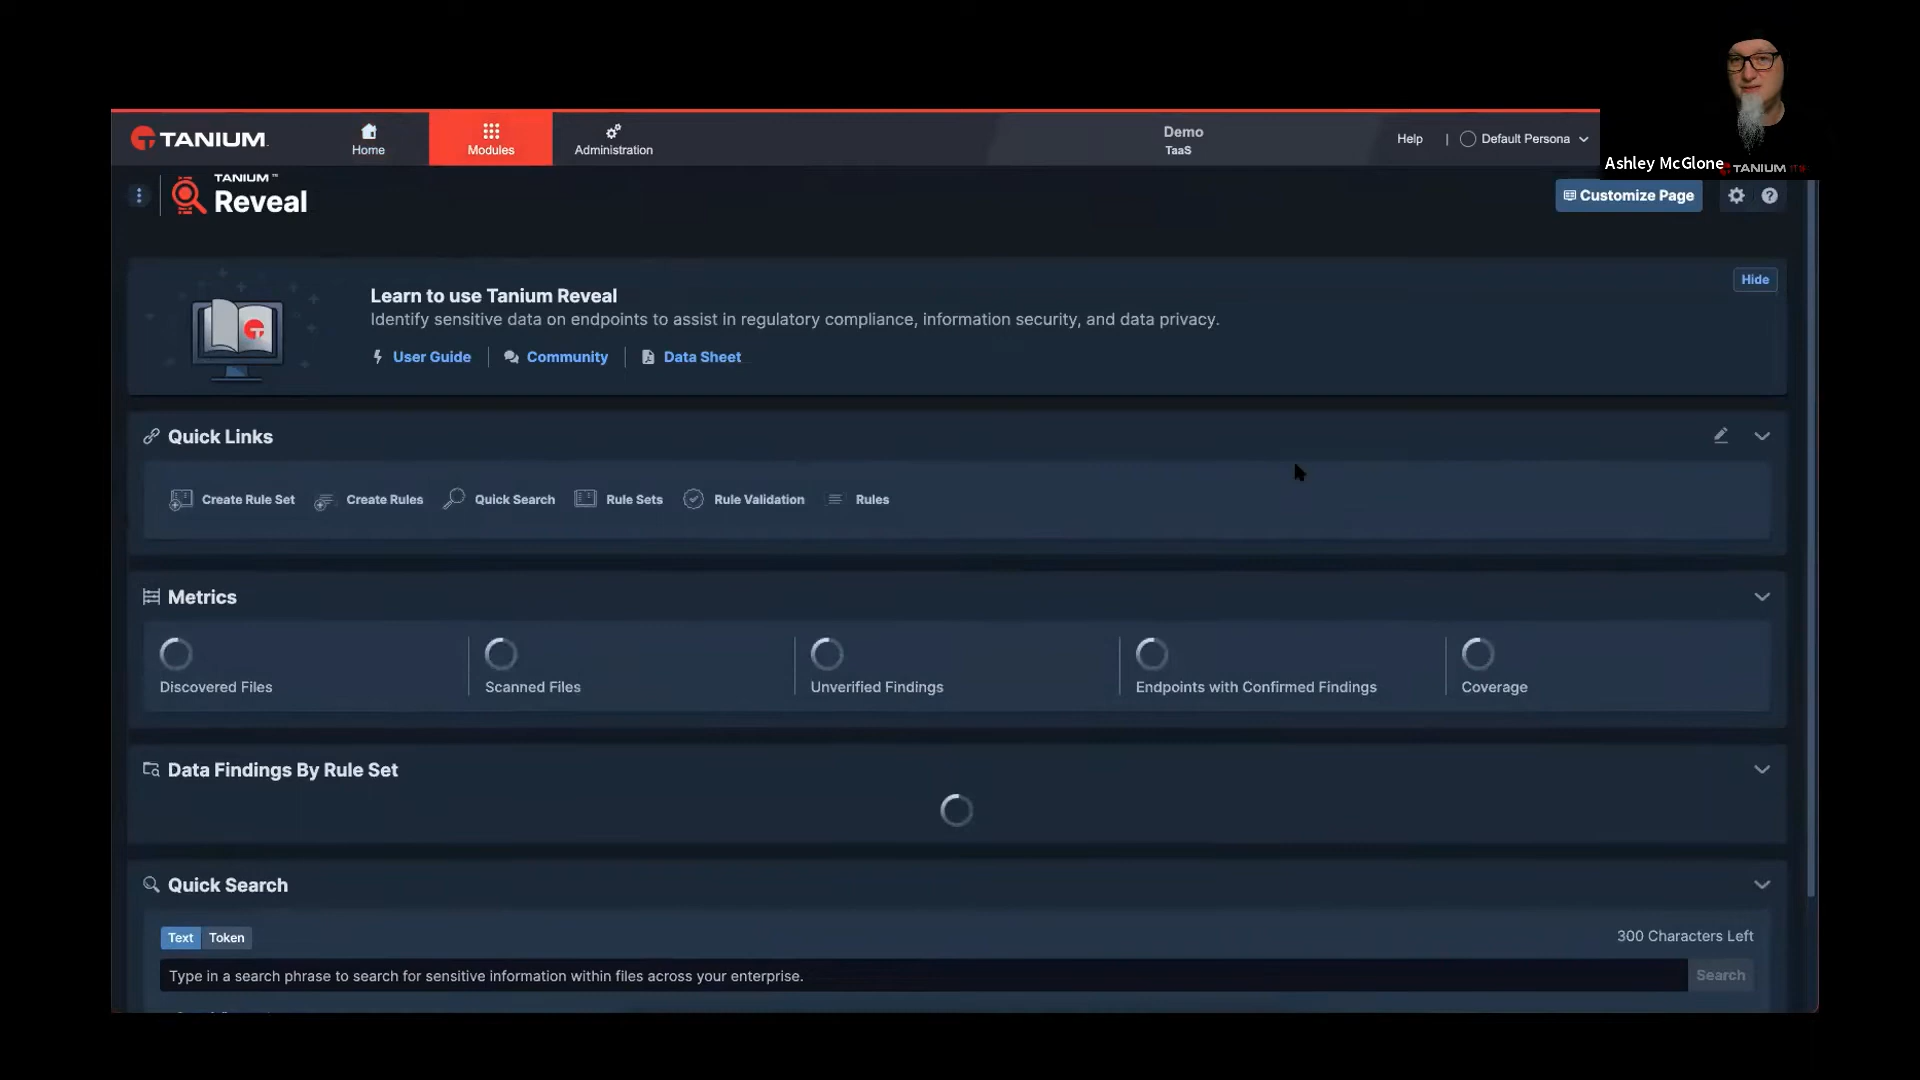 TANIUM
Home
Modules
Administration
Demo
TaaS
Help
Default Persona
Ashley McGlone
TANIUM
TANIUM™
Reveal
Customize Page
Learn to use Tanium Reveal
Hide
Identify sensitive data on endpoints to assist in regulatory compliance, information security, and data privacy.
User Guide
Community
Data Sheet
Quick Links
Create Rule Set
Create Rules
Quick Search
Rule Sets
Rule Validation
Rules
Metrics
Discovered Files
Scanned Files
Unverified Findings
Endpoints with Confirmed Findings
Coverage
Data Findings By Rule Set
Quick Search
Text
Token
300 Characters Left
Type in a search phrase to search for sensitive information within files across your enterprise.
Search